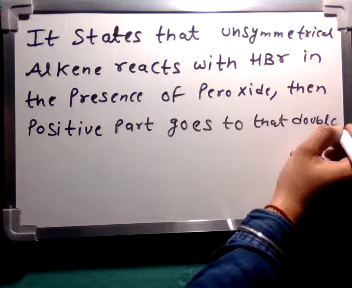 It States that unsymmetrical
Alkene reacts with HBr in
the Presence of Peroxide, then
Positive Part goes to that double